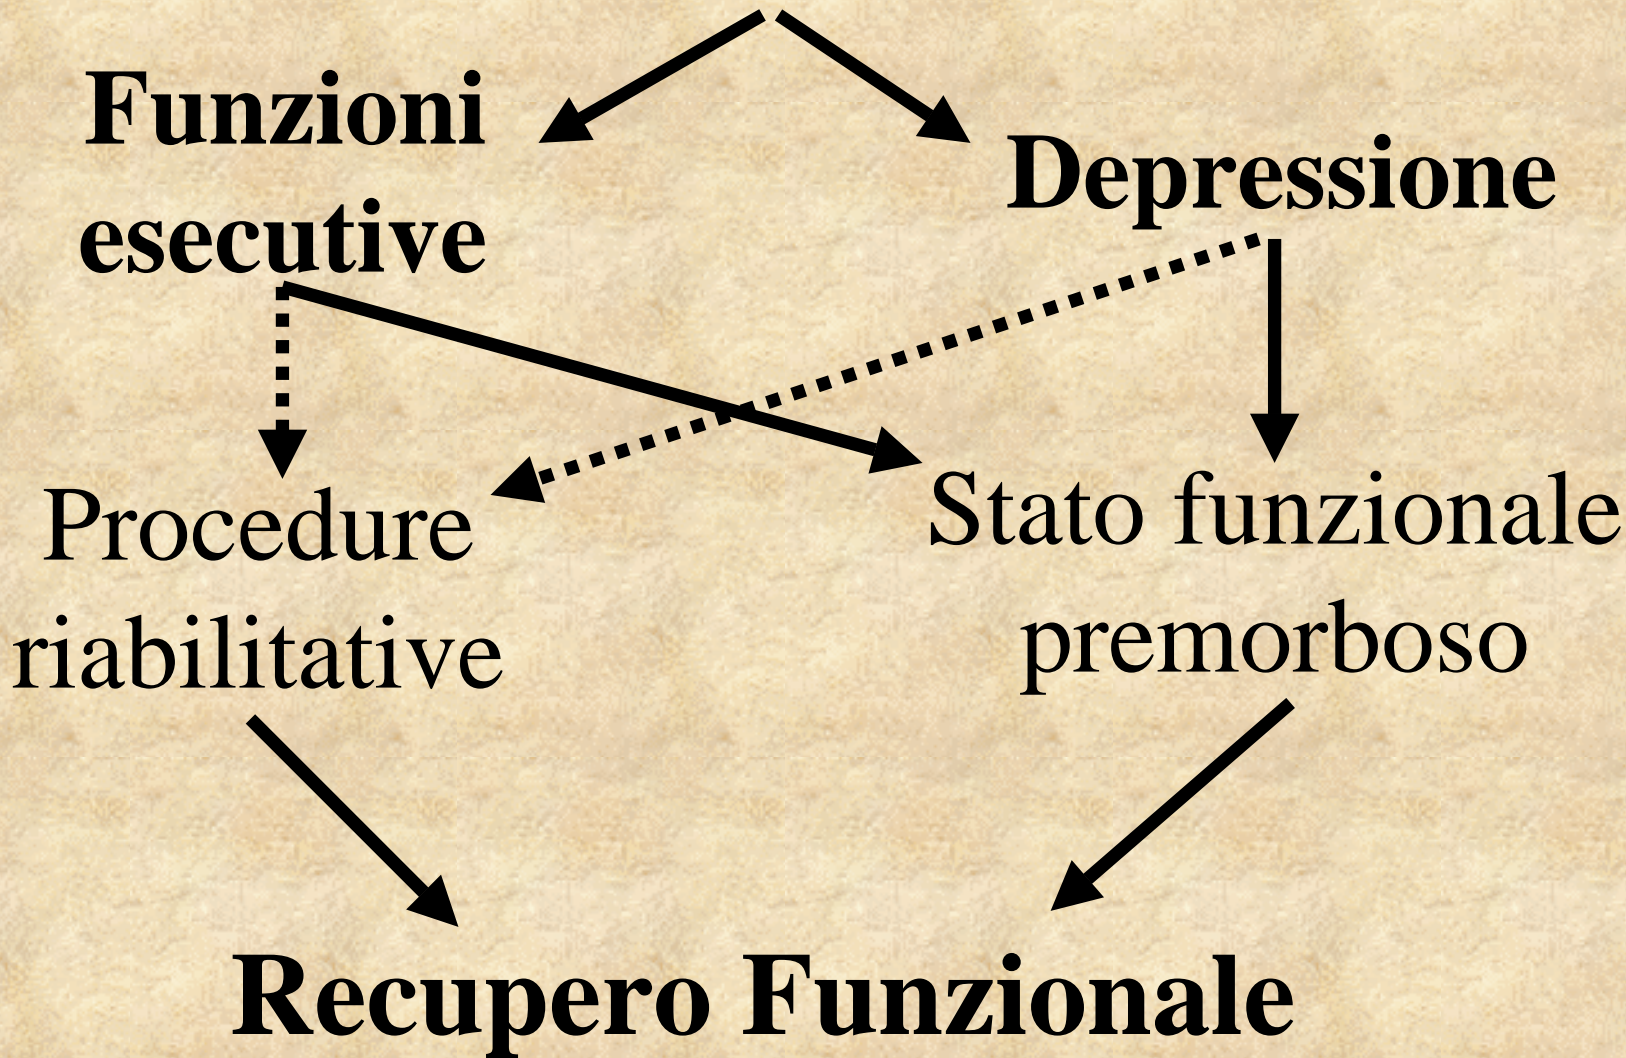 Funzioni
esecutive
Depressione
Procedure
riabilitative
Stato funzionale
premorboso
Recupero Funzionale